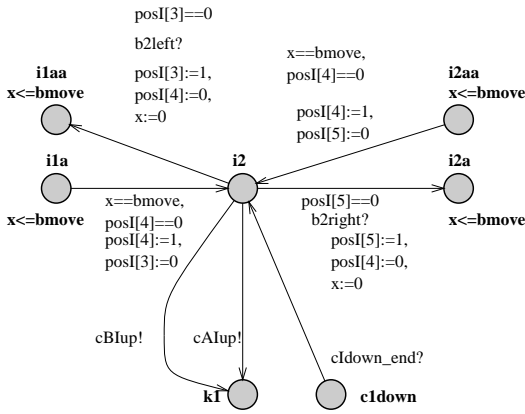 posI[3]==0
b2left?
posI[3]:=1,
posI[4]:=0,
x:=0
i1aa
x<=bmove
x==bmove,
posI[4]==0
posI[4]:=1,
posI[5]:=0
i2aa
x<=bmove
i1a
x<=bmove
i2
i2a
x<=bmove
x==bmove,
posI[4]==0
posI[4]:=1,
posI[3]:=0
posI[5]==0
b2right?
posI[5]:=1,
posI[4]:=0,
x:=0
cBIup!
cAIup!
cIdown_end?
k1
c1down